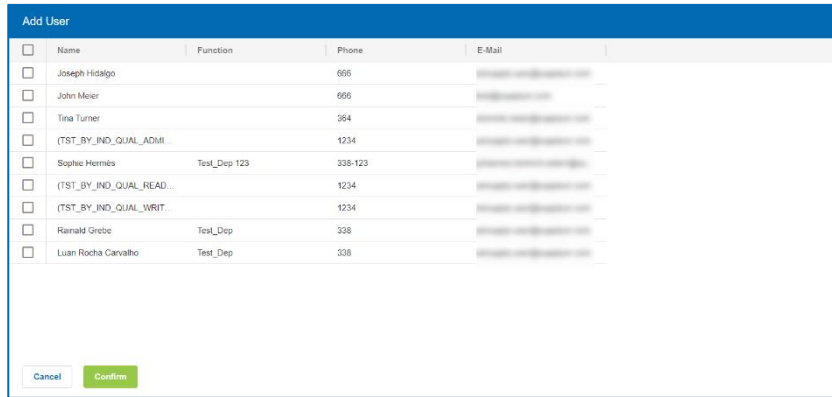 Add User
Name Function Phone E-Mail
Joseph Hidalgo 666
John Meier 666
Tina Turner 364
(TST_BY_IND_QUAL_ADMI... 1234
Sophie Hermès Test_Dep 123 338-123
(TST_BY_IND_QUAL_READ... 1234
(TST_BY_IND_QUAL_WRIT... 1234
Rainald Grebe Test_Dep 338
Luan Rocha Carvalho Test_Dep 338
Cancel Confirm